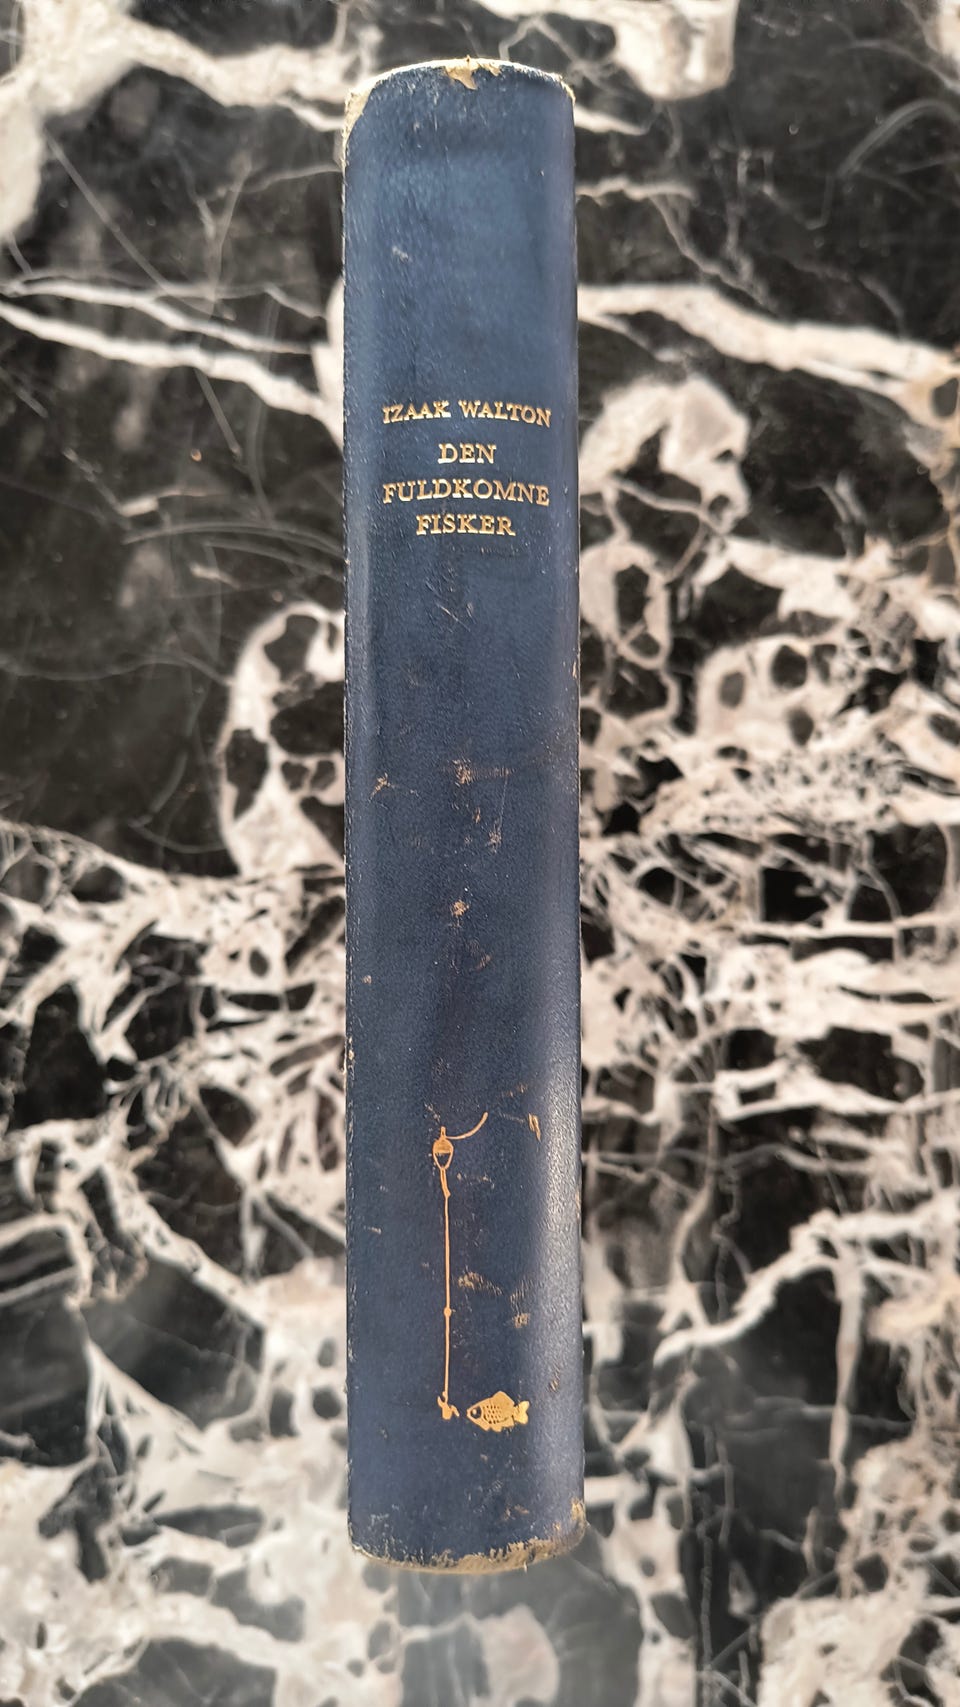 IZAAK WALTON
DEN
FULDKOMNE
FISKER